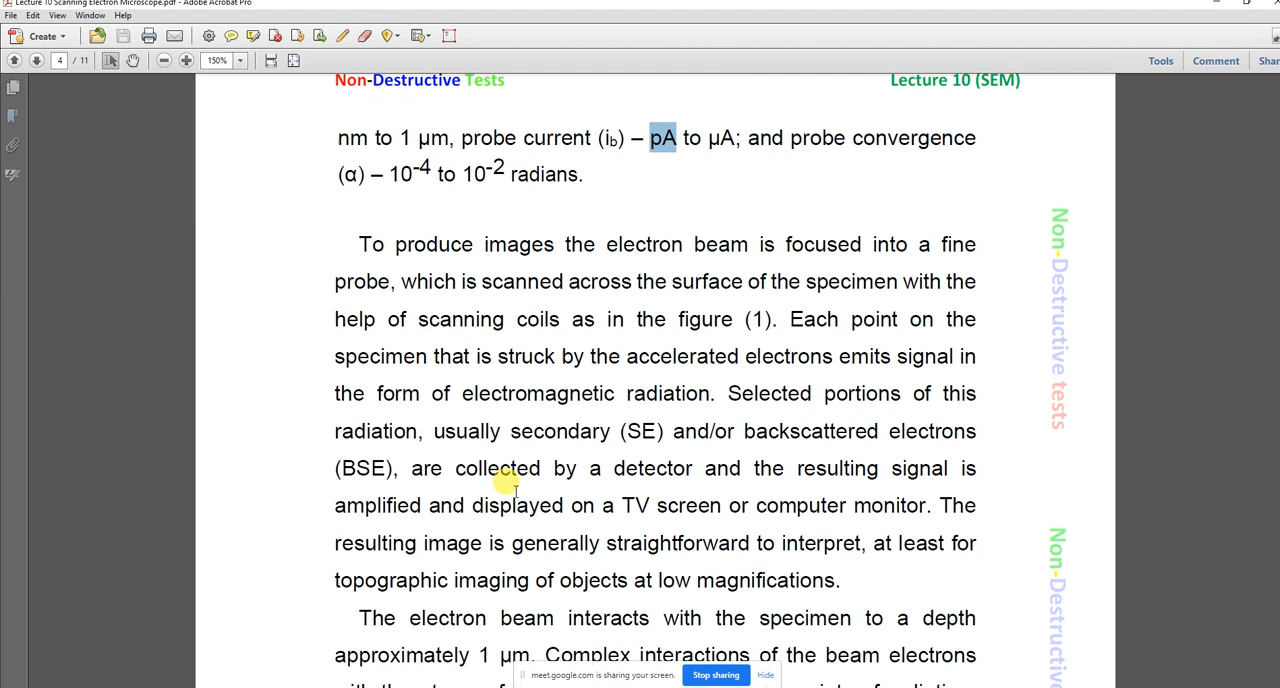 Lecture 10 Scanning Electron Microscope.pdf - Adobe Acrobat Pro
File Edit View Window Help
Create
4 / 11 150% Tools Comment
Non-Destructive Tests Lecture 10 (SEM)
nm to 1 µm, probe current (ib) – pA to µA; and probe convergence
(α) – 10-4 to 10-2 radians.
To produce images the electron beam is focused into a fine
probe, which is scanned across the surface of the specimen with the
help of scanning coils as in the figure (1). Each point on the
specimen that is struck by the accelerated electrons emits signal in
the form of electromagnetic radiation. Selected portions of this
radiation, usually secondary (SE) and/or backscattered electrons
(BSE), are collected by a detector and the resulting signal is
amplified and displayed on a TV screen or computer monitor. The
resulting image is generally straightforward to interpret, at least for
topographic imaging of objects at low magnifications.
The electron beam interacts with the specimen to a depth
approximately 1 µm. Complex interactions of the beam electrons
Non-Destructive tests
Non-Destructive
meet.google.com is sharing your screen. Stop sharing Hide